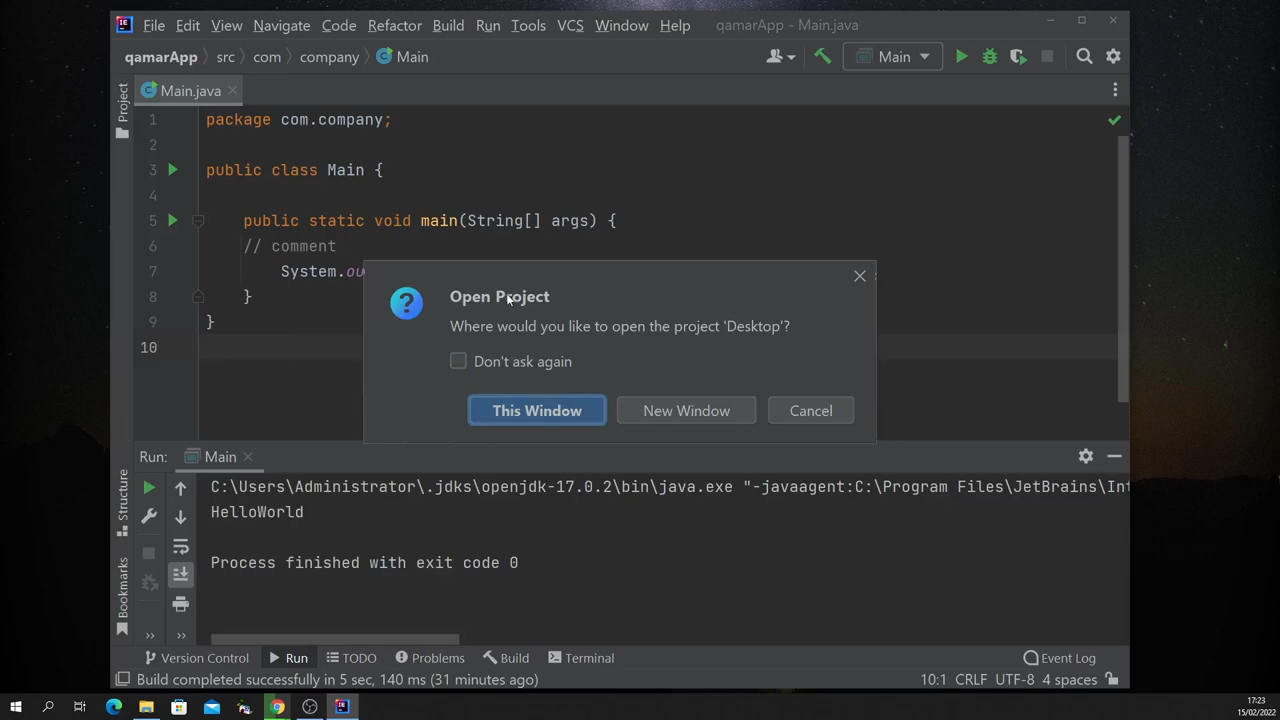 File Edit View Navigate Code Refactor Build Run Tools VCS Window Help qamarApp - Main.java
qamarApp src com company Main
Main
Project
Main.java
1 package com.company;
2
3 public class Main {
4
5 public static void main(String[] args) {
6 // comment
7 System.ou
8 }
9 }
10
Open Project
Where would you like to open the project 'Desktop'?
Don't ask again
This Window New Window Cancel
Run: Main
C:\Users\Administrator\.jdks\openjdk-17.0.2\bin\java.exe "-javaagent:C:\Program Files\JetBrains\Int
HelloWorld
Process finished with exit code 0
Structure
Bookmarks
Version Control Run TODO Problems Build Terminal Event Log
Build completed successfully in 5 sec, 140 ms (31 minutes ago) 10:1 CRLF UTF-8 4 spaces
17:23
15/02/2022